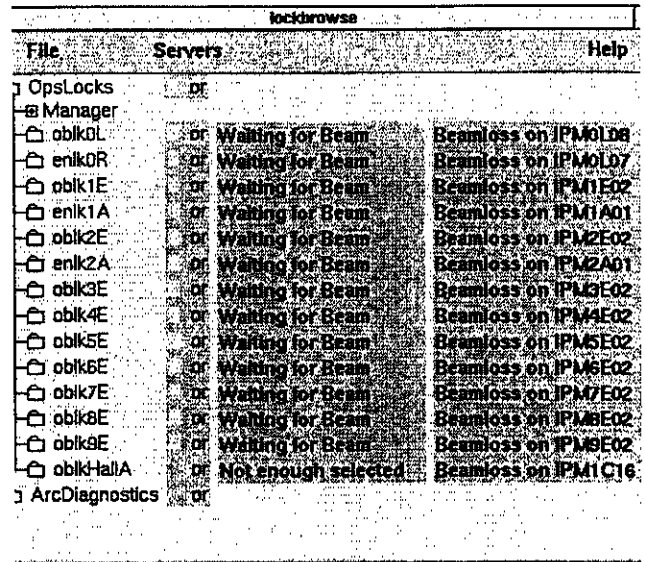 lockbrowse
File Servers Help
OpsLocks or
Manager
oblk0L or Waiting for Beam Beamloss on IPM0L08
enlk0R or Waiting for Beam Beamloss on IPM0L07
oblk1E or Waiting for Beam Beamloss on IPM1E02
enlk1A or Waiting for Beam Beamloss on IPM1A01
oblk2E or Waiting for Beam Beamloss on IPM2E02
enlk2A or Waiting for Beam Beamloss on IPM2A01
oblk3E or Waiting for Beam Beamloss on IPM3E02
oblk4E or Waiting for Beam Beamloss on IPM4E02
oblk5E or Waiting for Beam Beamloss on IPM5E02
oblk6E or Waiting for Beam Beamloss on IPM6E02
oblk7E or Waiting for Beam Beamloss on IPM7E02
oblk8E or Waiting for Beam Beamloss on IPM8E02
oblk9E or Waiting for Beam Beamloss on IPM9E02
oblkHallA or Not enough selected Beamloss on IPM1C16
ArcDiagnostics or